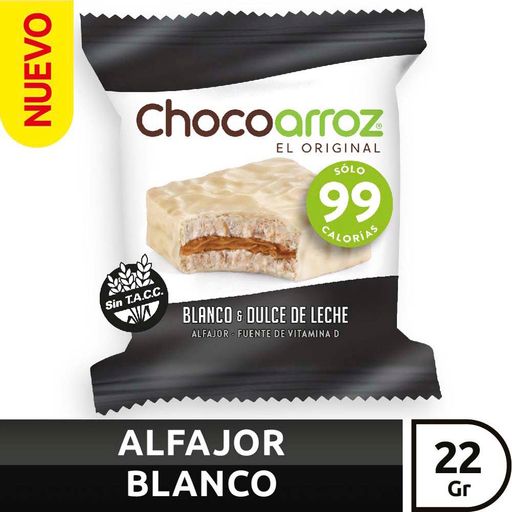 NUEVO
Chocoarroz®
EL ORIGINAL
SÓLO
99
CALORÍAS
Sin T.A.C.C.
BLANCO & DULCE DE LECHE
ALFAJOR - FUENTE DE VITAMINA D
ALFAJOR
BLANCO
22
Gr